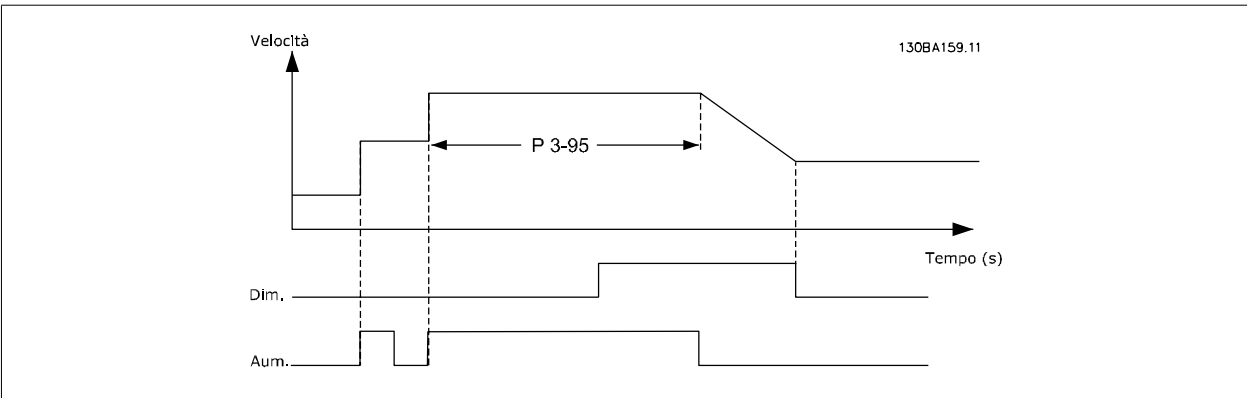 Velocità
130BA159.11
P 3-95
Tempo (s)
Dim.
Aum.